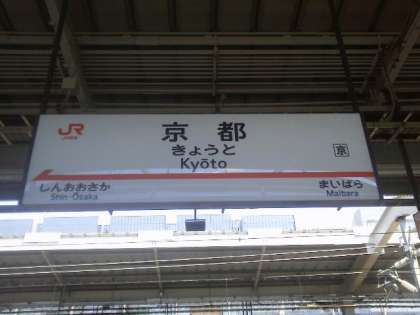 JR
京都
きょうと
Kyōto
京
しんおおさか
Shin-Ōsaka
まいばら
Maibara